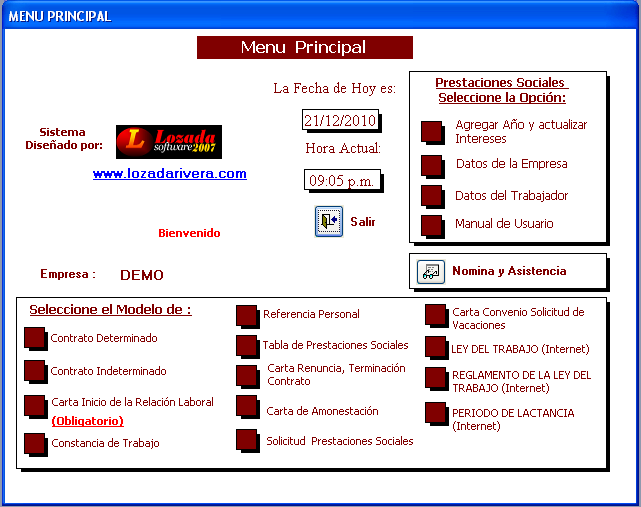 MENU PRINCIPAL
Menu Principal
La Fecha de Hoy es:
21/12/2010
Hora Actual:
09:05 p.m.
Salir
Sistema
Diseñado por:
L Lozada
software2007
www.lozadarivera.com
Bienvenido
Empresa :
DEMO
Prestaciones Sociales
Seleccione la Opción:
Agregar Año y actualizar
Intereses
Datos de la Empresa
Datos del Trabajador
Manual de Usuario
Nomina y Asistencia
Seleccione el Modelo de :
Contrato Determinado
Contrato Indeterminado
Carta Inicio de la Relación Laboral
(Obligatorio)
Constancia de Trabajo
Referencia Personal
Tabla de Prestaciones Sociales
Carta Renuncia, Terminación
Contrato
Carta de Amonestación
Solicitud Prestaciones Sociales
Carta Convenio Solicitud de
Vacaciones
LEY DEL TRABAJO (Internet)
REGLAMENTO DE LA LEY DEL
TRABAJO (Internet)
PERIODO DE LACTANCIA
(Internet)